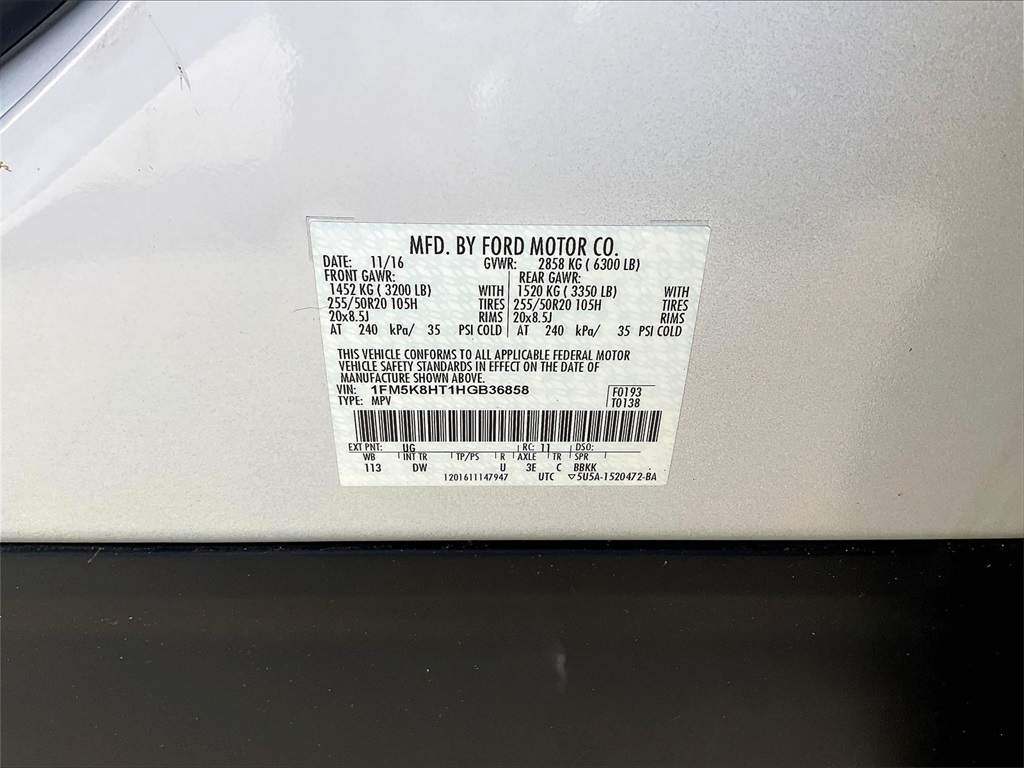 MFD. BY FORD MOTOR CO.
DATE: 11/16 GVWR: 2858 KG ( 6300 LB)
FRONT GAWR: REAR GAWR:
1452 KG ( 3200 LB) WITH 1520 KG ( 3350 LB) WITH
255/50R20 105H TIRES 255/50R20 105H TIRES
20x8.5J RIMS 20x8.5J RIMS
AT 240 kPa/ 35 PSI COLD AT 240 kPa/ 35 PSI COLD
THIS VEHICLE CONFORMS TO ALL APPLICABLE FEDERAL MOTOR
VEHICLE SAFETY STANDARDS IN EFFECT ON THE DATE OF
MANUFACTURE SHOWN ABOVE.
VIN: 1FM5K8HT1HGB36858 F0193
TYPE: MPV T0138
EXT PNT: UG RC: 11 DSO:
WB INT TR TP/PS R AXLE TR SPR
113 DW U 3E C BBKK
1201611147947 UTC ▽5U5A-1520472-BA